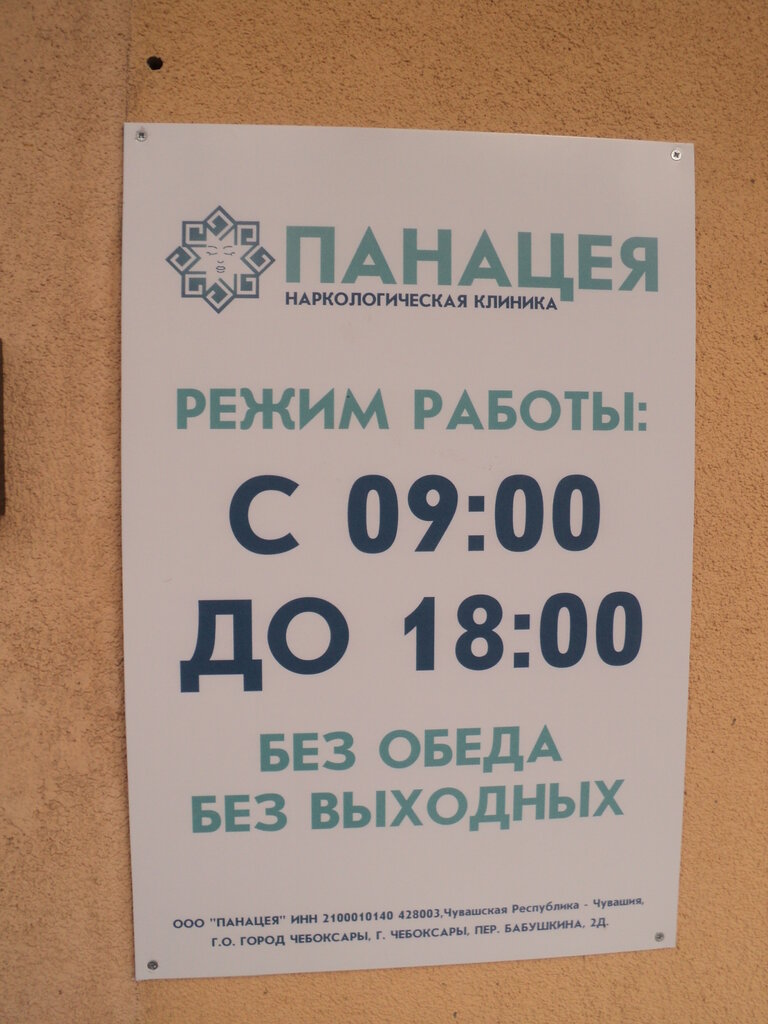 ПАНАЦЕЯ
НАРКОЛОГИЧЕСКАЯ КЛИНИКА
РЕЖИМ РАБОТЫ:
С 09:00
ДО 18:00
БЕЗ ОБЕДА
БЕЗ ВЫХОДНЫХ
ООО "ПАНАЦЕЯ" ИНН 2100010140 428003,Чувашская Республика - Чувашия,
Г.О. ГОРОД ЧЕБОКСАРЫ, Г. ЧЕБОКСАРЫ, ПЕР. БАБУШКИНА, 2Д.